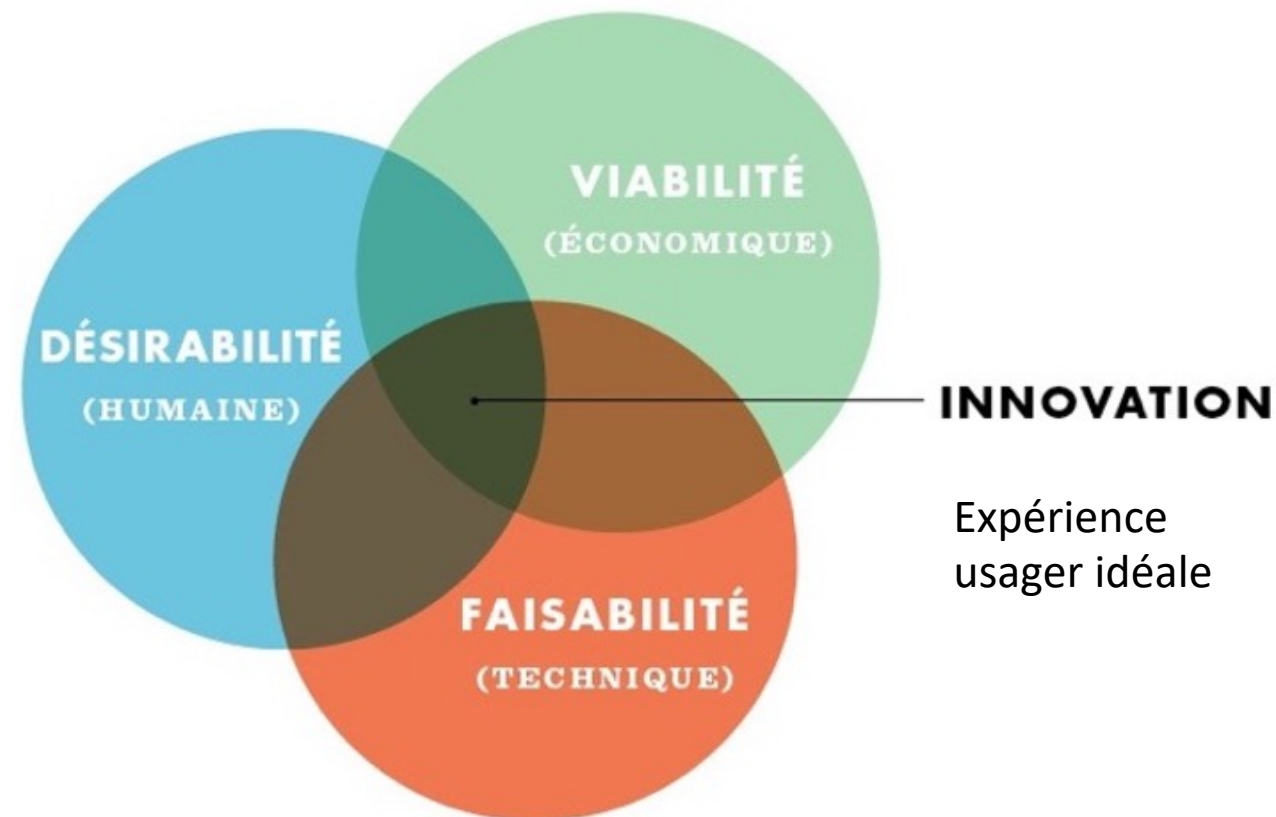 VIABILITÉ
(ÉCONOMIQUE)
DÉSIRABILITÉ
(HUMAINE)
INNOVATION
Expérience
usager idéale
FAISABILITÉ
(TECHNIQUE)